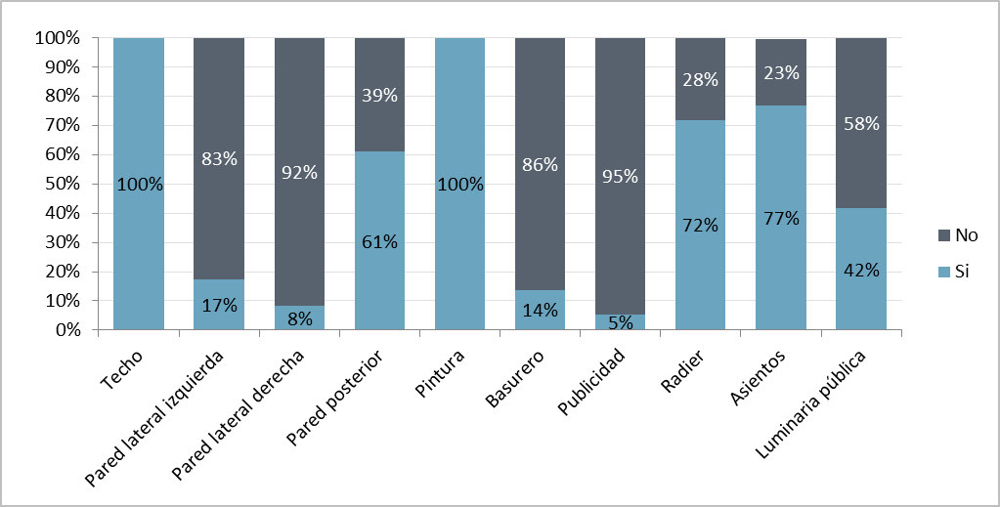 100%
90%
80%
70%
60%
50%
40%
30%
20%
10%
0%
100%
83%
17%
92%
8%
39%
61%
100%
86%
14%
95%
5%
28%
72%
23%
77%
58%
42%
Techo
Pared lateral izquierda
Pared lateral derecha
Pared posterior
Pintura
Basurero
Publicidad
Radier
Asientos
Luminaria pública
No
Si